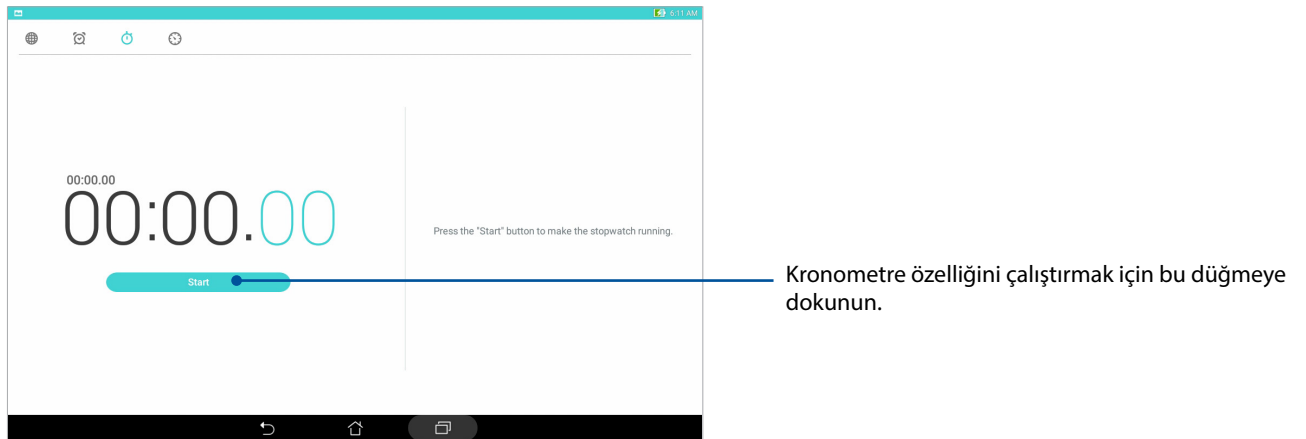 6:11 AM
00:00.00
00:00.00
Press the "Start" button to make the stopwatch running.
Start
Kronometre özelliğini çalıştırmak için bu düğmeye
dokunun.